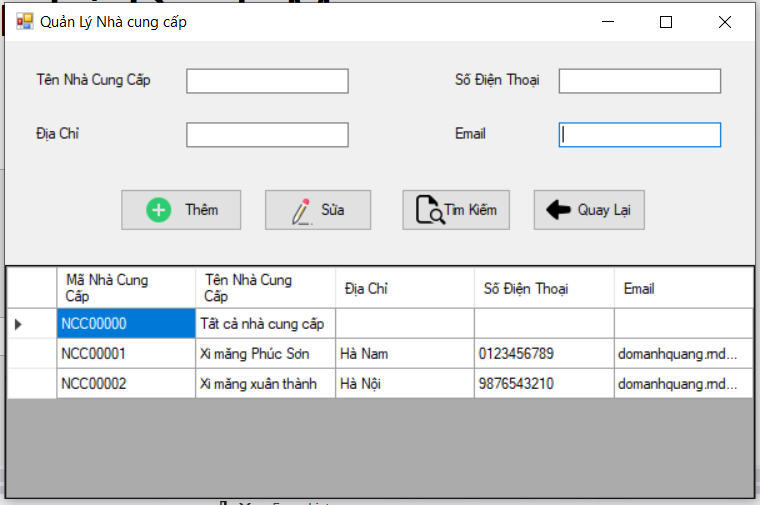 Quản Lý Nhà cung cấp
Tên Nhà Cung Cấp
Số Điện Thoại
Địa Chỉ
Email
Thêm
Sửa
Tìm Kiếm
Quay Lại
Mã Nhà Cung Cấp
Tên Nhà Cung Cấp
Địa Chỉ
Số Điện Thoại
Email
NCC00000
Tất cả nhà cung cấp
NCC00001
Xi măng Phúc Sơn
Hà Nam
0123456789
domanhquang.md...
NCC00002
Xi măng xuân thành
Hà Nội
9876543210
domanhquang.md...